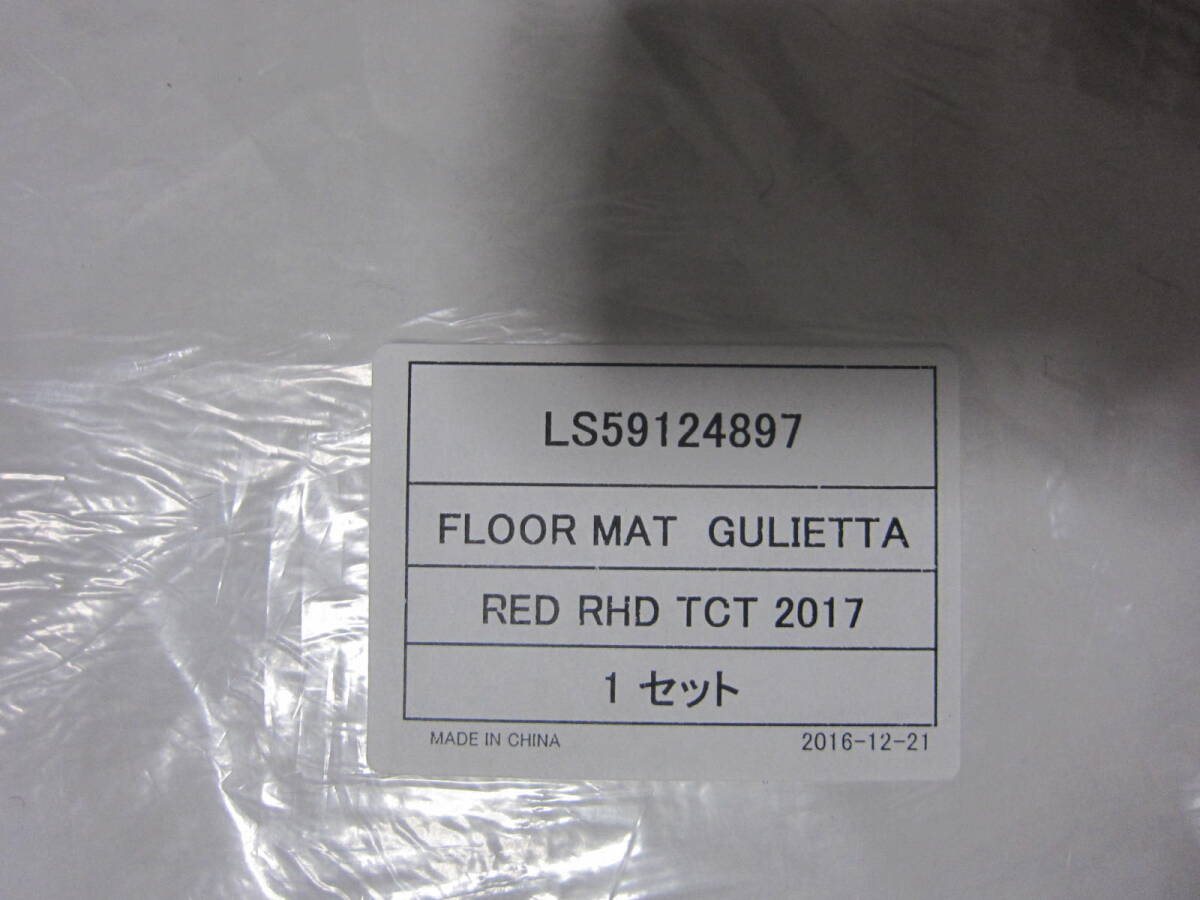 LS59124897
FLOOR MAT GULIETTA
RED RHD TCT 2017
1 セット
MADE IN CHINA 2016-12-21